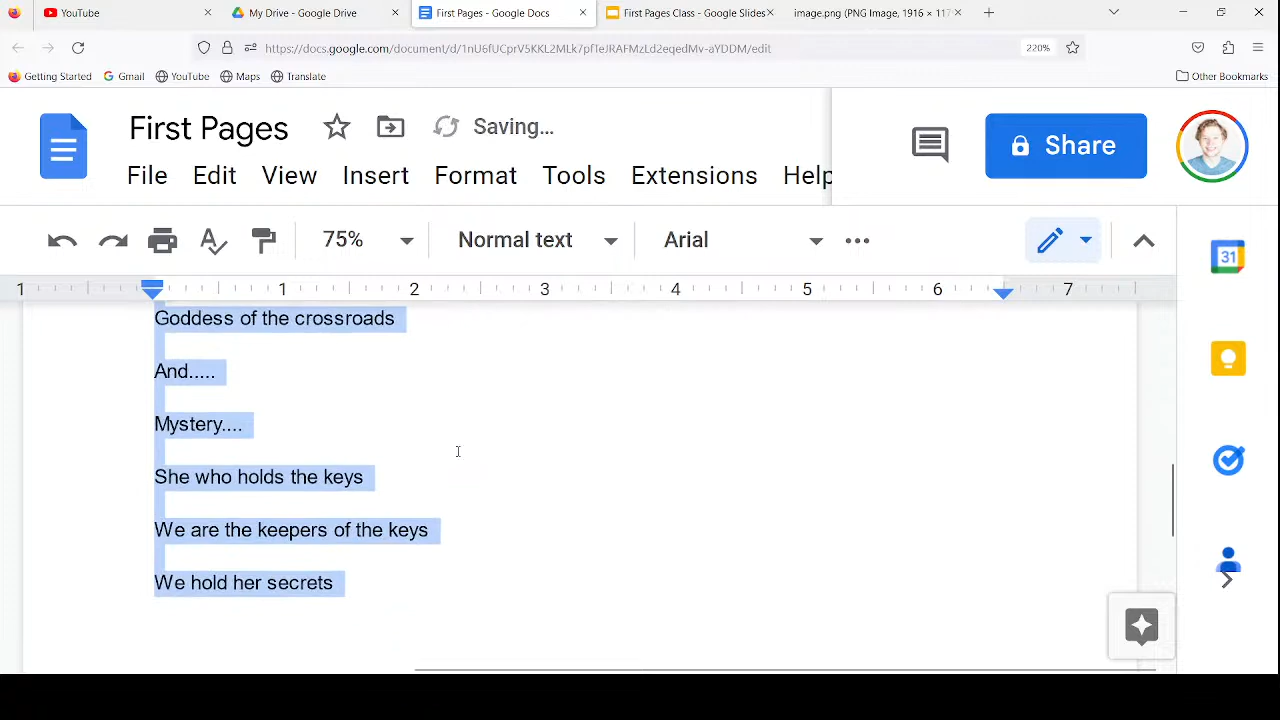 YouTube
My Drive - Google Drive
First Pages - Google Docs
First Pages Class - Google Slides
image.png (PNG Image, 1916 × 117
220%
Getting Started
Gmail
YouTube
Maps
Translate
Other Bookmarks
First Pages
Saving...
Share
File Edit View Insert Format Tools Extensions Help
75%
Normal text
Arial
1 1 2 3 4 5 6 7
31
Goddess of the crossroads
And.....
Mystery....
She who holds the keys
We are the keepers of the keys
We hold her secrets